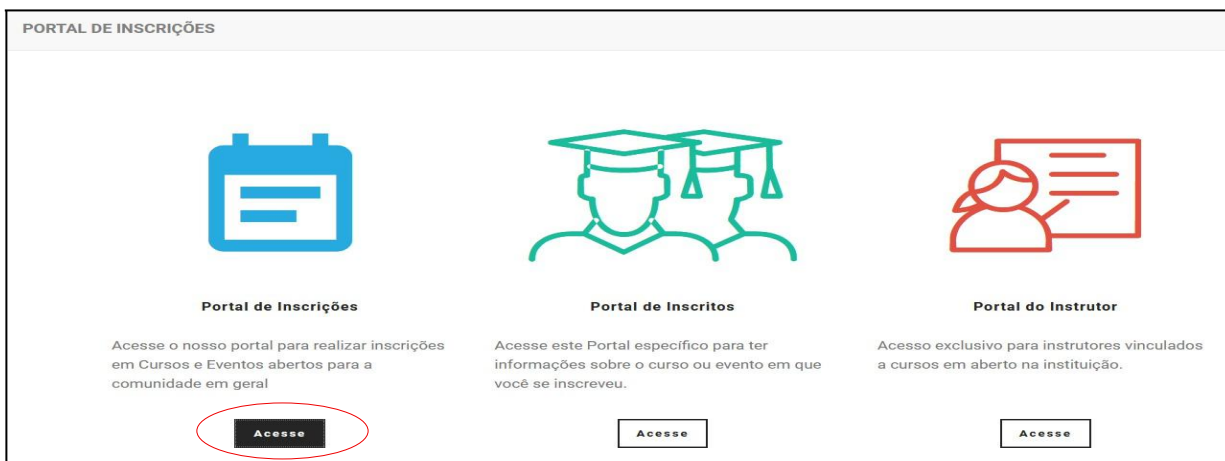 PORTAL DE INSCRIÇÕES
Portal de Inscrições
Acesse o nosso portal para realizar inscrições
em Cursos e Eventos abertos para a
comunidade em geral
Acesse
Portal de Inscritos
Acesse este Portal específico para ter
informações sobre o curso ou evento em que
você se inscreveu.
Acesse
Portal do Instrutor
Acesso exclusivo para instrutores vinculados
a cursos em aberto na instituição.
Acesse